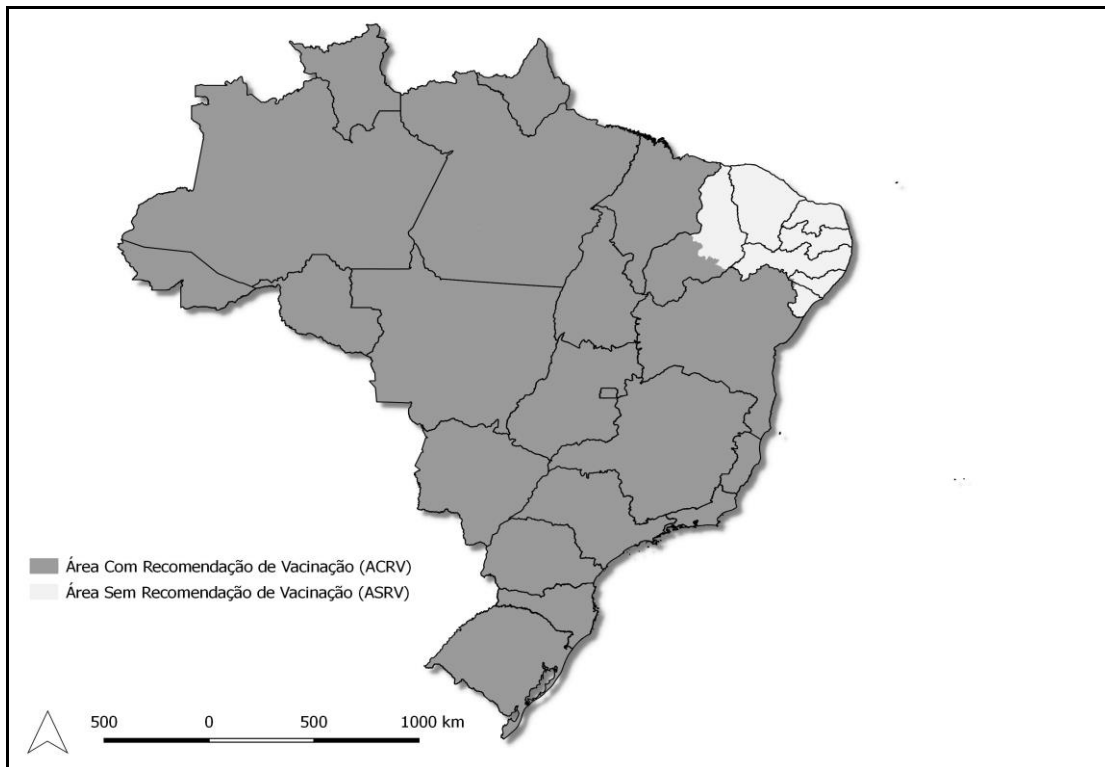 Área Com Recomendação de Vacinação (ACRV)
Área Sem Recomendação de Vacinação (ASRV)
500 0 500 1000 km